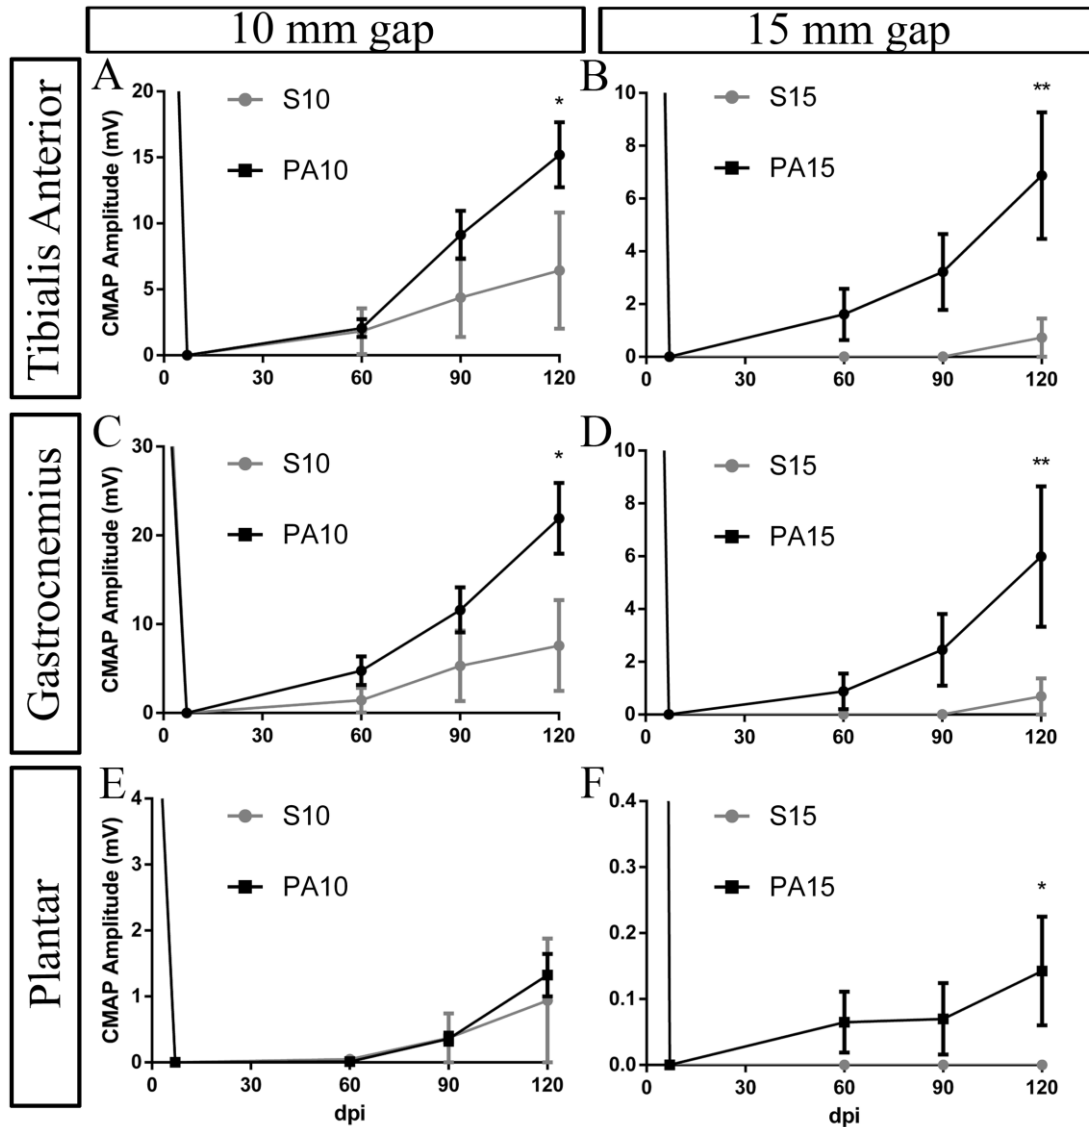 10 mm gap
15 mm gap
Tibialis Anterior
A
CMAP Amplitude (mV)
20
15
10
5
0
0 30 60 90 120
S10
PA10
*
B
10
8
6
4
2
0
0 30 60 90 120
S15
PA15
**
Gastrocnemius
C
CMAP Amplitude (mV)
30
20
10
0
0 30 60 90 120
S10
PA10
*
D
10
8
6
4
2
0
0 30 60 90 120
S15
PA15
**
Plantar
E
CMAP Amplitude (mV)
4
3
2
1
0
0 30 60 90 120
dpi
S10
PA10
F
0.4
0.3
0.2
0.1
0.0
0 30 60 90 120
dpi
S15
PA15
*